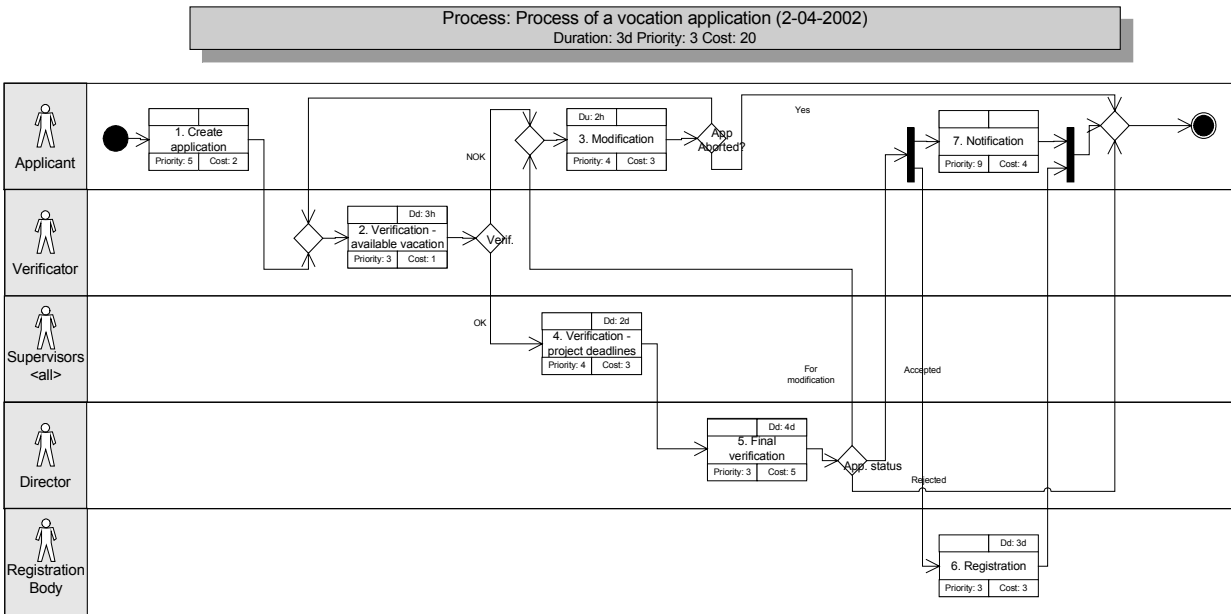 Process: Process of a vocation application (2-04-2002)
Duration: 3d Priority: 3 Cost: 20
Applicant
1. Create
application
Priority: 5
Cost: 2
NOK
Du: 2h
3. Modification
Priority: 4
Cost: 3
App
Aborted?
Yes
7. Notification
Priority: 9
Cost: 4
Verificator
Dd: 3h
2. Verification -
available vacation
Priority: 3
Cost: 1
Verif.
Supervisors
<all>
OK
Dd: 2d
4. Verification -
project deadlines
Priority: 4
Cost: 3
For
modification
Accepted
Director
Dd: 4d
5. Final
verification
Priority: 3
Cost: 5
App. status
Rejected
Registration
Body
Dd: 3d
6. Registration
Priority: 3
Cost: 3